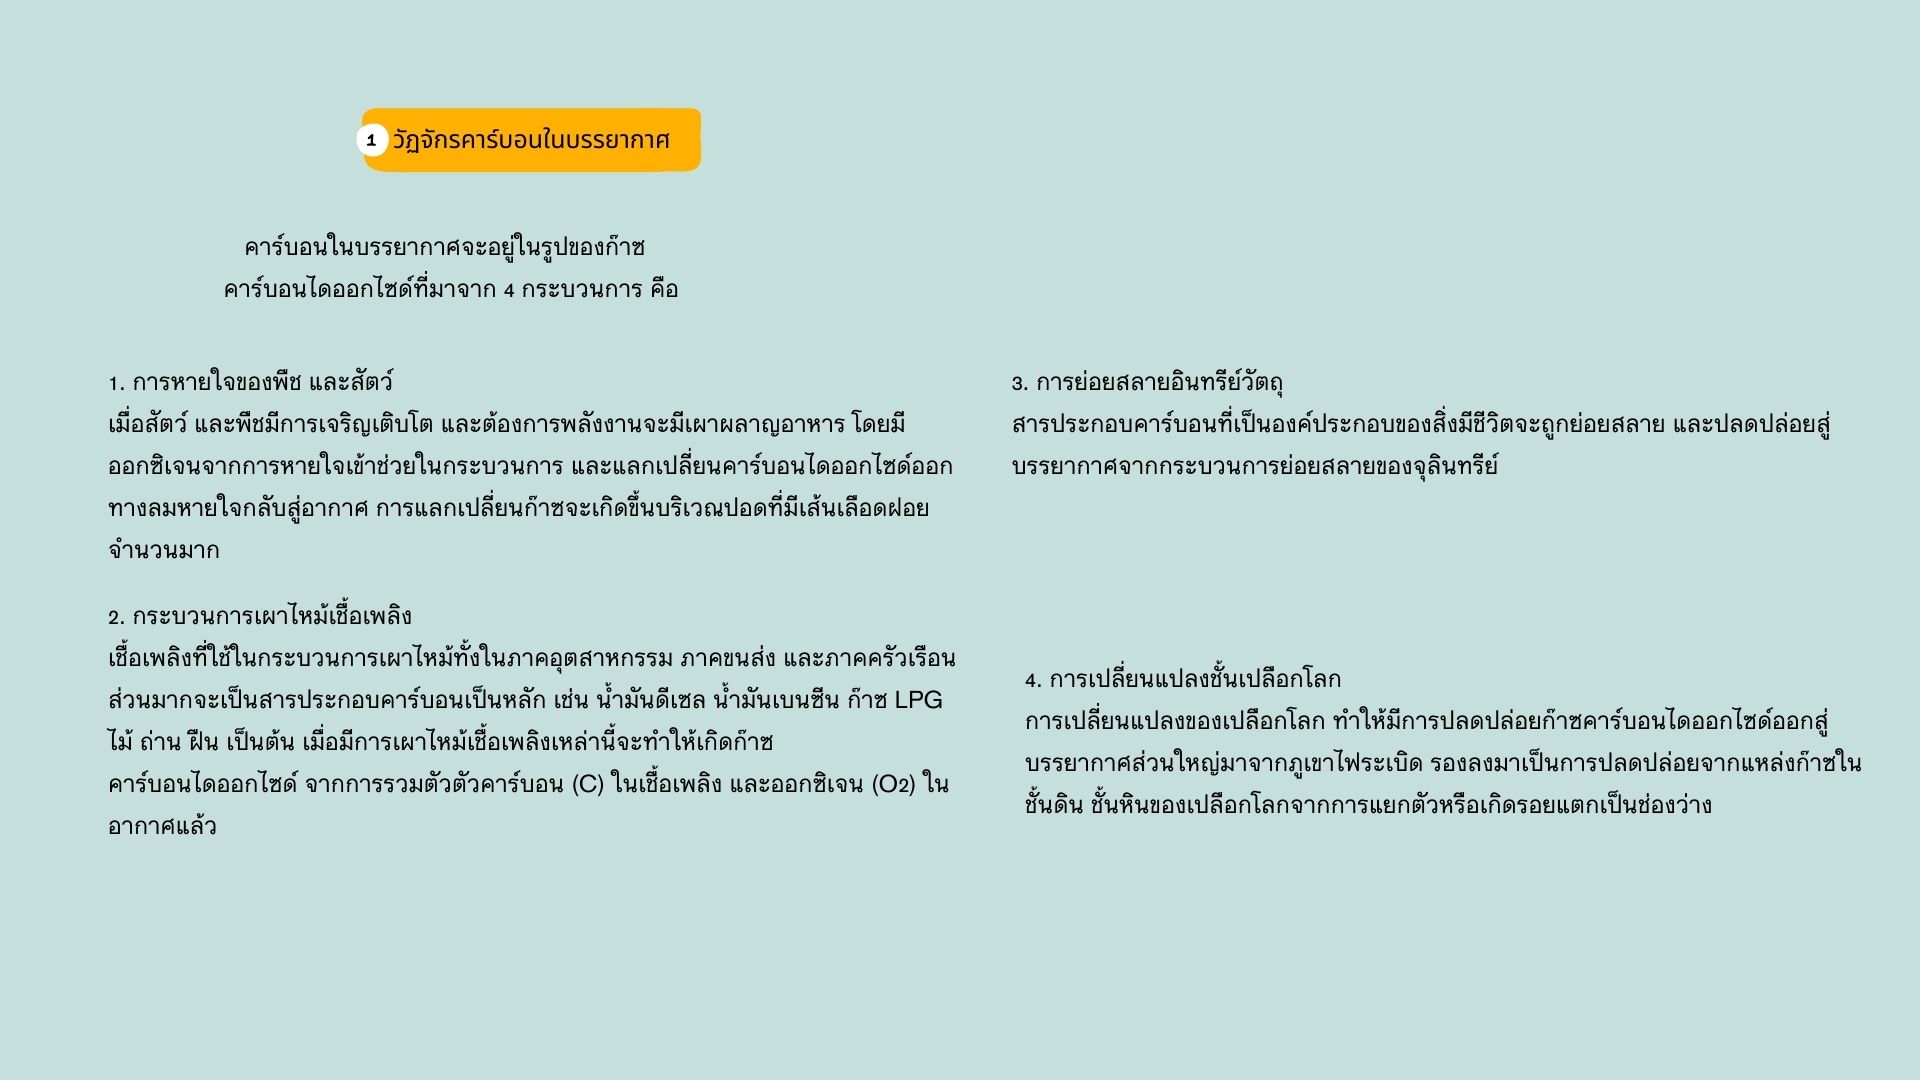 1 วัฏจักรคาร์บอนในบรรยากาศ
คาร์บอนในบรรยากาศจะอยู่ในรูปของก๊าซ
คาร์บอนไดออกไซด์ที่มาจาก 4 กระบวนการ คือ
1. การหายใจของพืช และสัตว์
เมื่อสัตว์ และพืชมีการเจริญเติบโต และต้องการพลังงานจะมีเผาผลาญอาหาร โดยมี
ออกซิเจนจากการหายใจเข้าช่วยในกระบวนการ และแลกเปลี่ยนคาร์บอนไดออกไซด์ออก
ทางลมหายใจกลับสู่อากาศ การแลกเปลี่ยนก๊าซจะเกิดขึ้นบริเวณปอดที่มีเส้นเลือดฝอย
จำนวนมาก
2. กระบวนการเผาไหม้เชื้อเพลิง
เชื้อเพลิงที่ใช้ในกระบวนการเผาไหม้ทั้งในภาคอุตสาหกรรม ภาคขนส่ง และภาคครัวเรือน
ส่วนมากจะเป็นสารประกอบคาร์บอนเป็นหลัก เช่น น้ำมันดีเซล น้ำมันเบนซีน ก๊าซ LPG
ไม้ ถ่าน ฝืน เป็นต้น เมื่อมีการเผาไหม้เชื้อเพลิงเหล่านี้จะทำให้เกิดก๊าซ
คาร์บอนไดออกไซด์ จากการรวมตัวตัวคาร์บอน (C) ในเชื้อเพลิง และออกซิเจน (O2) ใน
อากาศแล้ว
3. การย่อยสลายอินทรีย์วัตถุ
สารประกอบคาร์บอนที่เป็นองค์ประกอบของสิ่งมีชีวิตจะถูกย่อยสลาย และปลดปล่อยสู่
บรรยากาศจากกระบวนการย่อยสลายของจุลินทรีย์
4. การเปลี่ยนแปลงชั้นเปลือกโลก
การเปลี่ยนแปลงของเปลือกโลก ทำให้มีการปลดปล่อยก๊าซคาร์บอนไดออกไซด์ออกสู่
บรรยากาศส่วนใหญ่มาจากภูเขาไฟระเบิด รองลงมาเป็นการปลดปล่อยจากแหล่งก๊าซใน
ชั้นดิน ชั้นหินของเปลือกโลกจากการแยกตัวหรือเกิดรอยแตกเป็นช่องว่าง